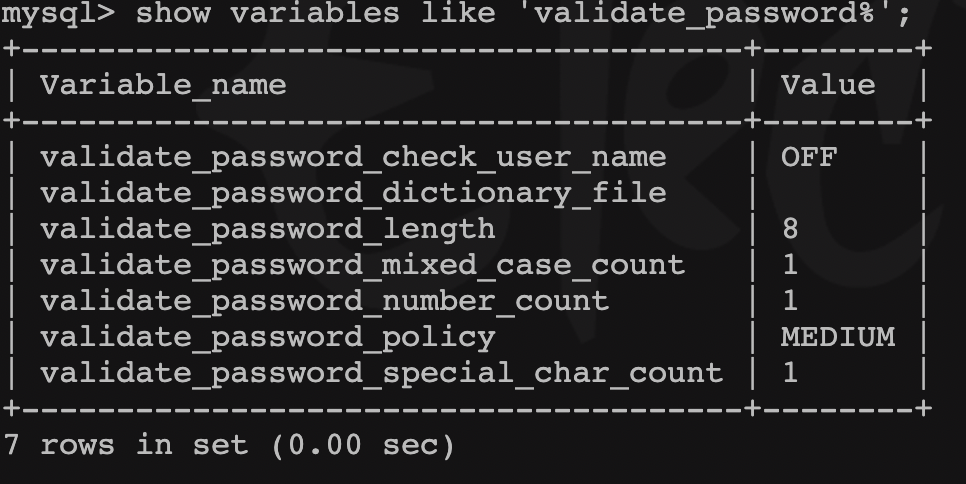 mysql> show variables like 'validate_password%';
+--------------------------------------+--------+
| Variable_name                        | Value  |
+--------------------------------------+--------+
| validate_password_check_user_name    | OFF    |
| validate_password_dictionary_file    |        |
| validate_password_length             | 8      |
| validate_password_mixed_case_count   | 1      |
| validate_password_number_count       | 1      |
| validate_password_policy             | MEDIUM |
| validate_password_special_char_count | 1      |
+--------------------------------------+--------+
7 rows in set (0.00 sec)